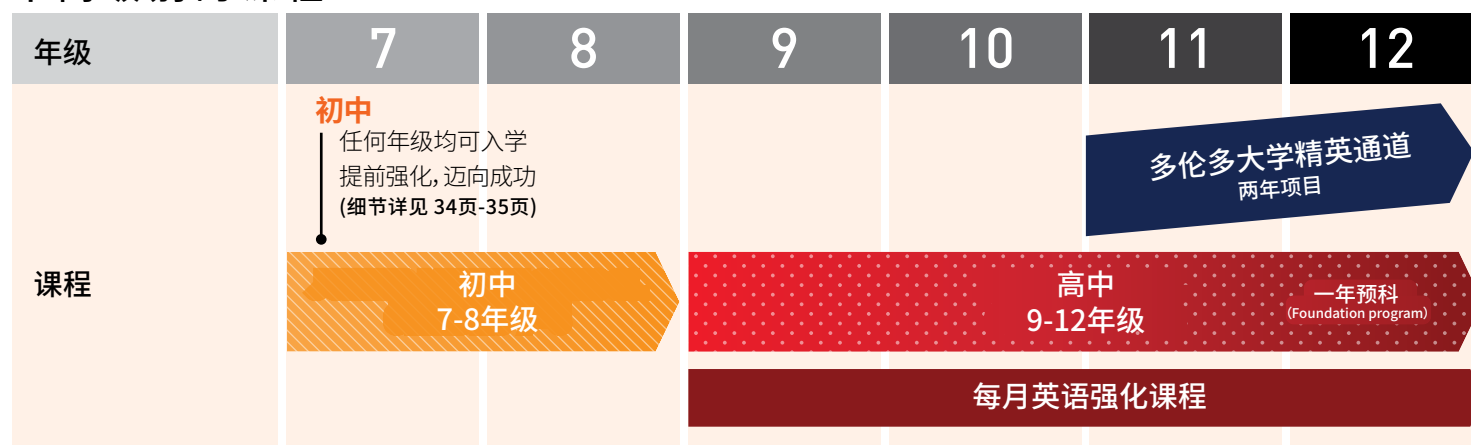 年级
7
8
9
10
11
12
初中
任何年级均可入学
提前强化,迈向成功
(细节详见 34页-35页)
多伦多大学精英通道
两年项目
课程
初中
7-8年级
高中
9-12年级
一年预科
(Foundation program)
每月英语强化课程